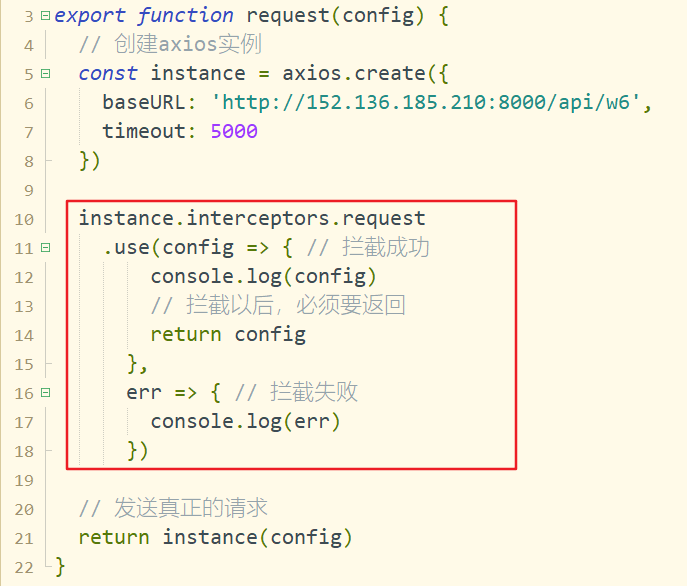 3 export function request(config) {
4 // 创建axios实例
5 const instance = axios.create({
6 baseURL: 'http://152.136.185.210:8000/api/w6',
7 timeout: 5000
8 })
9
10 instance.interceptors.request
11 .use(config => { // 拦截成功
12 console.log(config)
13 // 拦截以后，必须要返回
14 return config
15 },
16 err => { // 拦截失败
17 console.log(err)
18 })
19
20 // 发送真正的请求
21 return instance(config)
22 }